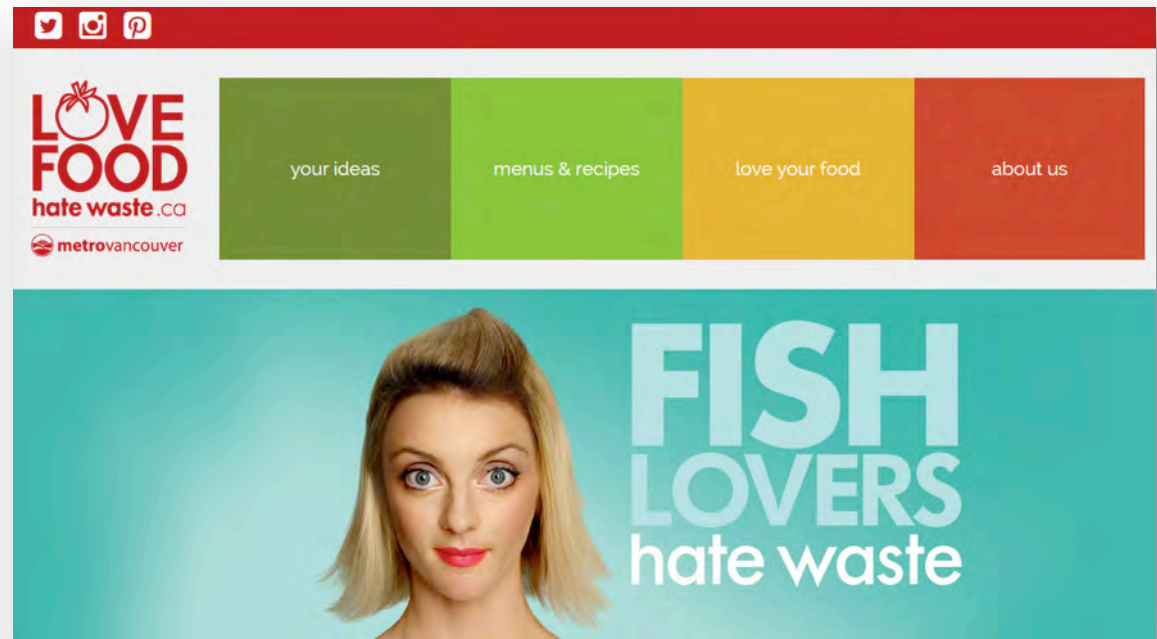 LOVE
FOOD
hate waste.ca
metrovancouver
your ideas
menus & recipes
love your food
about us
FISH
LOVERS
hate waste